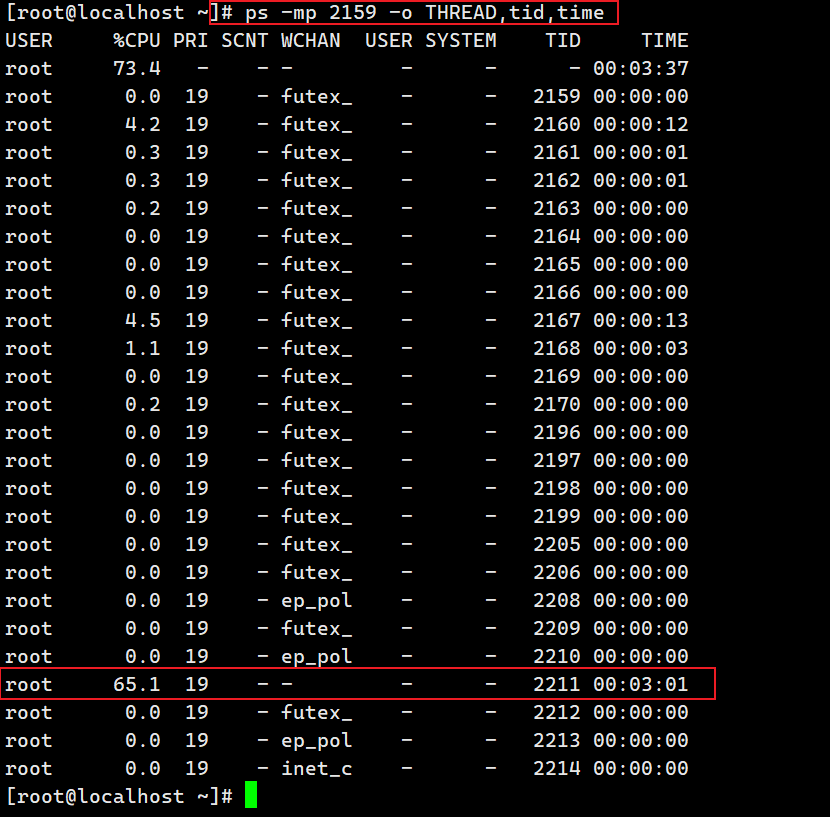 [root@localhost ~]# ps -mp 2159 -o THREAD,tid,time
USER     %CPU PRI SCNT WCHAN  USER SYSTEM    TID     TIME
root     73.4   -    - -         -      -      - 00:03:37
root      0.0  19    - futex_    -      -   2159 00:00:00
root      4.2  19    - futex_    -      -   2160 00:00:12
root      0.3  19    - futex_    -      -   2161 00:00:01
root      0.3  19    - futex_    -      -   2162 00:00:01
root      0.2  19    - futex_    -      -   2163 00:00:00
root      0.0  19    - futex_    -      -   2164 00:00:00
root      0.0  19    - futex_    -      -   2165 00:00:00
root      0.0  19    - futex_    -      -   2166 00:00:00
root      4.5  19    - futex_    -      -   2167 00:00:13
root      1.1  19    - futex_    -      -   2168 00:00:03
root      0.0  19    - futex_    -      -   2169 00:00:00
root      0.2  19    - futex_    -      -   2170 00:00:00
root      0.0  19    - futex_    -      -   2196 00:00:00
root      0.0  19    - futex_    -      -   2197 00:00:00
root      0.0  19    - futex_    -      -   2198 00:00:00
root      0.0  19    - futex_    -      -   2199 00:00:00
root      0.0  19    - futex_    -      -   2205 00:00:00
root      0.0  19    - futex_    -      -   2206 00:00:00
root      0.0  19    - ep_pol    -      -   2208 00:00:00
root      0.0  19    - futex_    -      -   2209 00:00:00
root      0.0  19    - ep_pol    -      -   2210 00:00:00
root     65.1  19    - -         -      -   2211 00:03:01
root      0.0  19    - futex_    -      -   2212 00:00:00
root      0.0  19    - ep_pol    -      -   2213 00:00:00
root      0.0  19    - inet_c    -      -   2214 00:00:00
[root@localhost ~]#